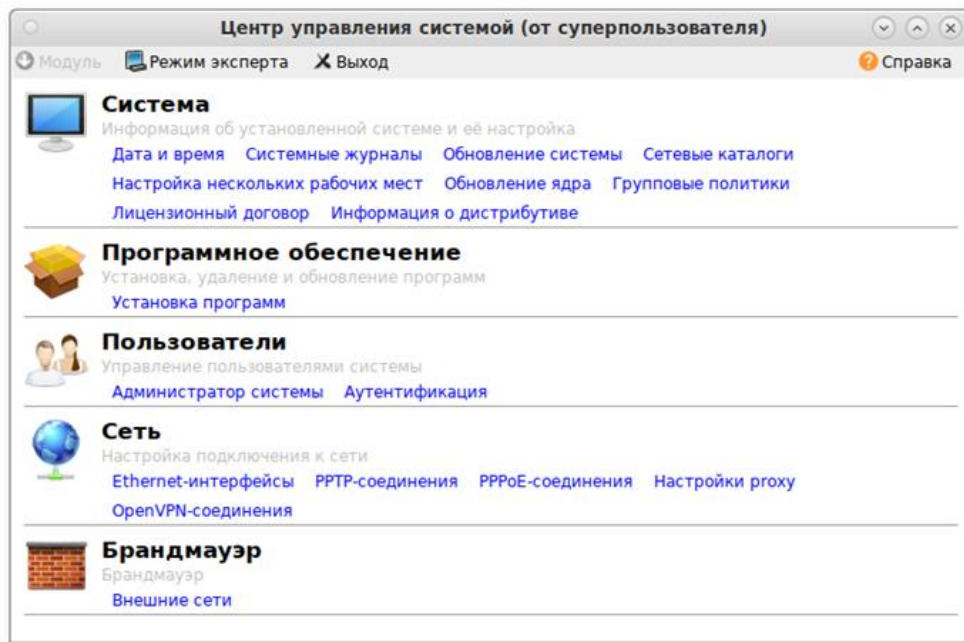 Центр управления системой (от суперпользователя)
Модуль Режим эксперта Выход Справка
Система
Информация об установленной системе и её настройка
Дата и время Системные журналы Обновление системы Сетевые каталоги
Настройка нескольких рабочих мест Обновление ядра Групповые политики
Лицензионный договор Информация о дистрибутиве
Программное обеспечение
Установка, удаление и обновление программ
Установка программ
Пользователи
Управление пользователями системы
Администратор системы Аутентификация
Сеть
Настройка подключения к сети
Ethernet-интерфейсы PPTP-соединения PPPoE-соединения Настройки proxy
OpenVPN-соединения
Брандмауэр
Брандмауэр
Внешние сети